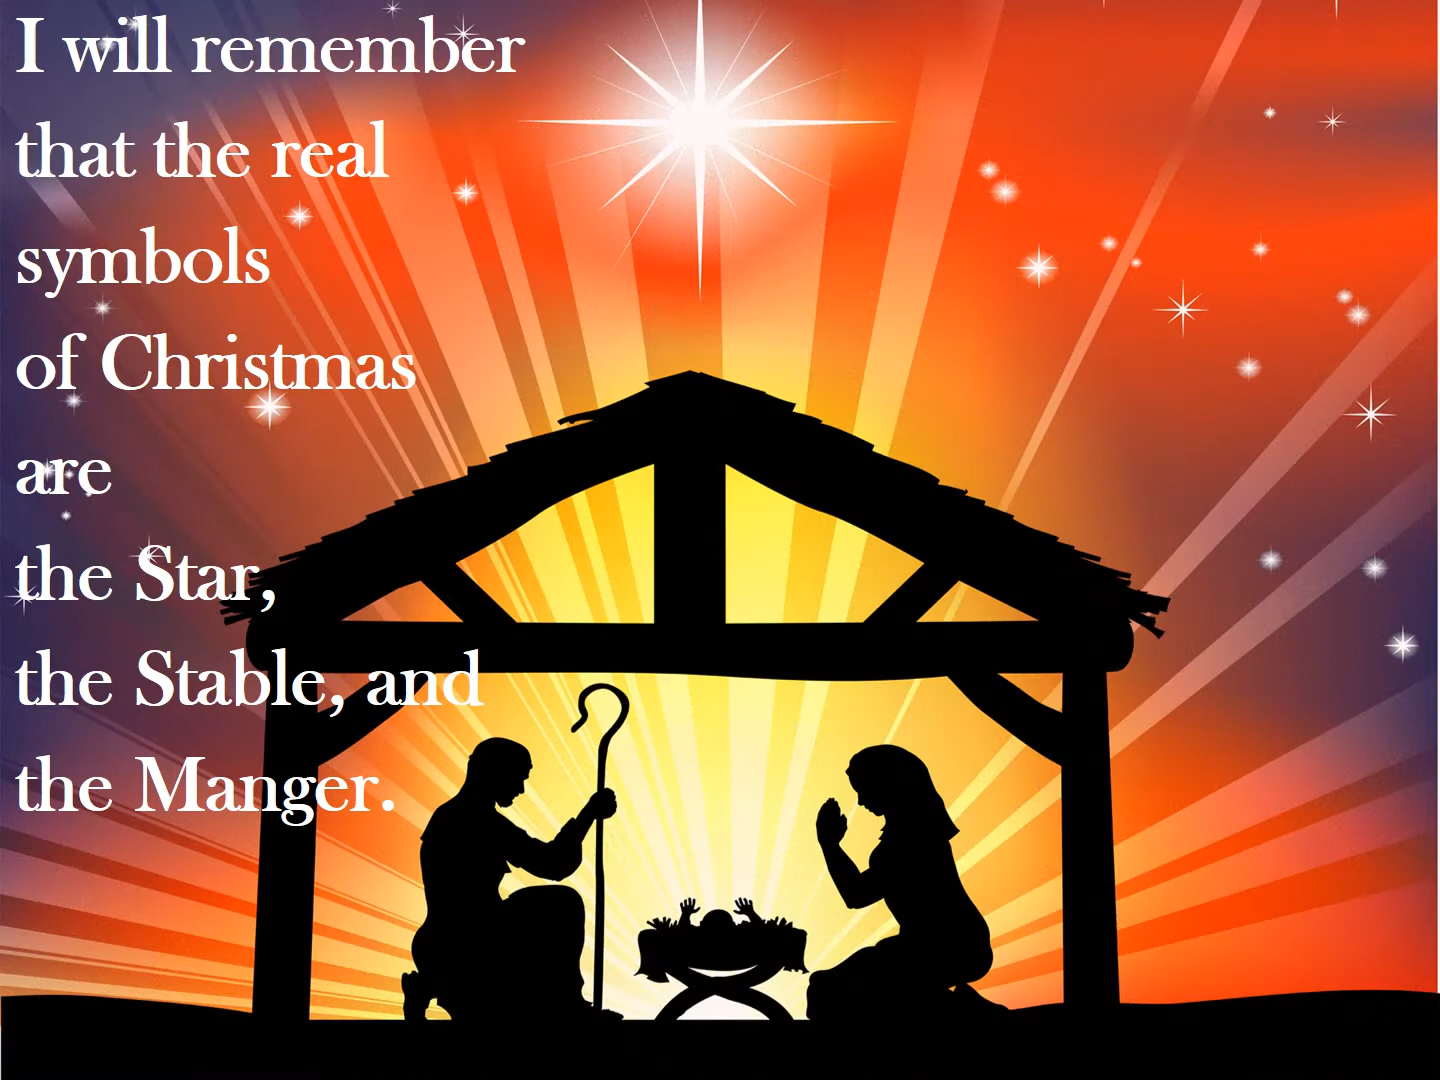 I will remember
that the real
symbols
of Christmas
are
the Star,
the Stable, and
the Manger.